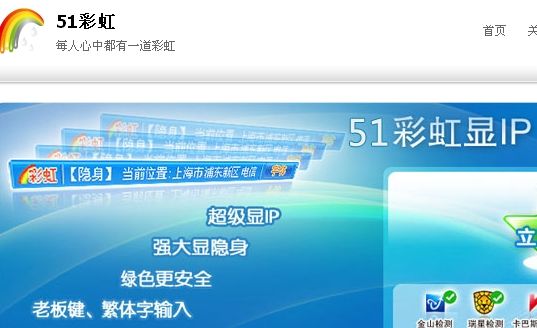 51彩虹
每人心中都有一道彩虹
首页
51彩虹显IP
彩虹 【隐身】 当前位置:上海市浦东新区 电信
超级显IP
强大显隐身
绿色更安全
老板键、繁体字输入
立
金山检测 瑞星检测 卡巴斯